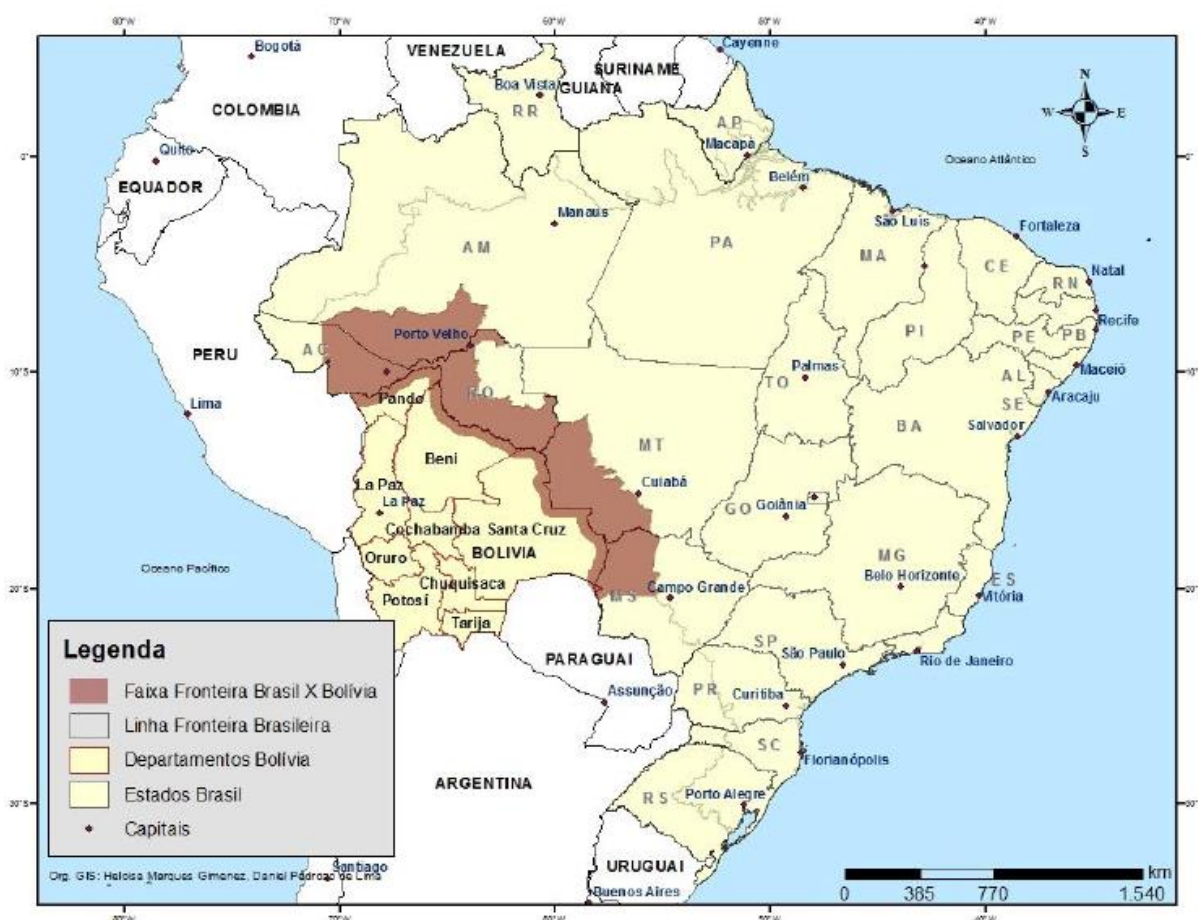 80°W 70°W 60°W 50°W 40°W
Bogotá
VENEZUELA
Cayenne
SURINAME
Boa Vista
GUIANA
RR
COLOMBIA
AP
N
W E
S
Macapà
Quito
0°
Oceano Atlântico
EQUADOR
Belém
Manaus
São Luís
Fortaleza
AM
PA
MA
CE
Natal
RN
Recife
PI
PE
PB
Porto Velho
PERU
AC
Palmas
Maceió
10°S
TO
AL
Pando
RO
Aracaju
SE
Lima
BA
Salvador
MT
Beni
La Paz
Cuiabá
La Paz
Goiânia
GO
Cochabamba
Santa Cruz
BOLIVIA
Oruro
MG
Oceano Pacífico
Chuquisaca
Belo Horizonte
ES
Campo Grande
20°S
Potosí
MS
Vitória
Tarija
SP
Legenda
São Paulo
Rio de Janeiro
PARAGUAI
Faixa Fronteira Brasil X Bolívia
Assunção
PR
Curitiba
Linha Fronteira Brasileira
SC
Departamentos Bolívia
Florianópolis
ARGENTINA
Estados Brasil
RS
Porto Alegre
Capitais
URUGUAI
km
Santiago
Org. GIS: Heloisa Marques Gimenez, Daniel Pedroso de Lima
Buenos Aires
0 385 770 1.540
70°W 60°W 50°W 40°W